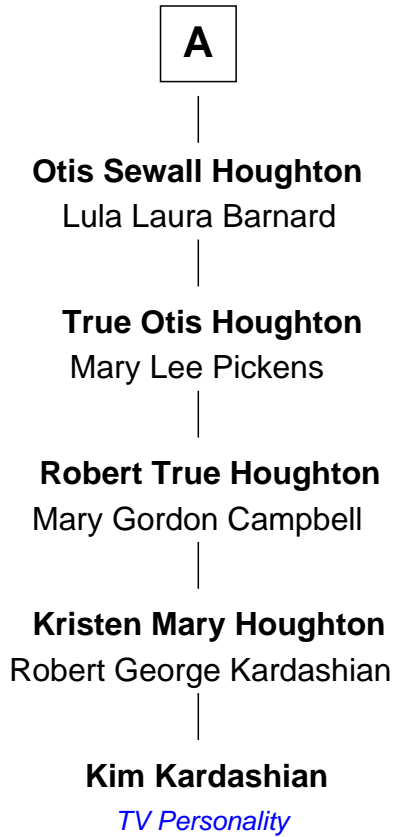 A
Otis Sewall Houghton
Lula Laura Barnard
True Otis Houghton
Mary Lee Pickens
Robert True Houghton
Mary Gordon Campbell
Kristen Mary Houghton
Robert George Kardashian
Kim Kardashian
TV Personality